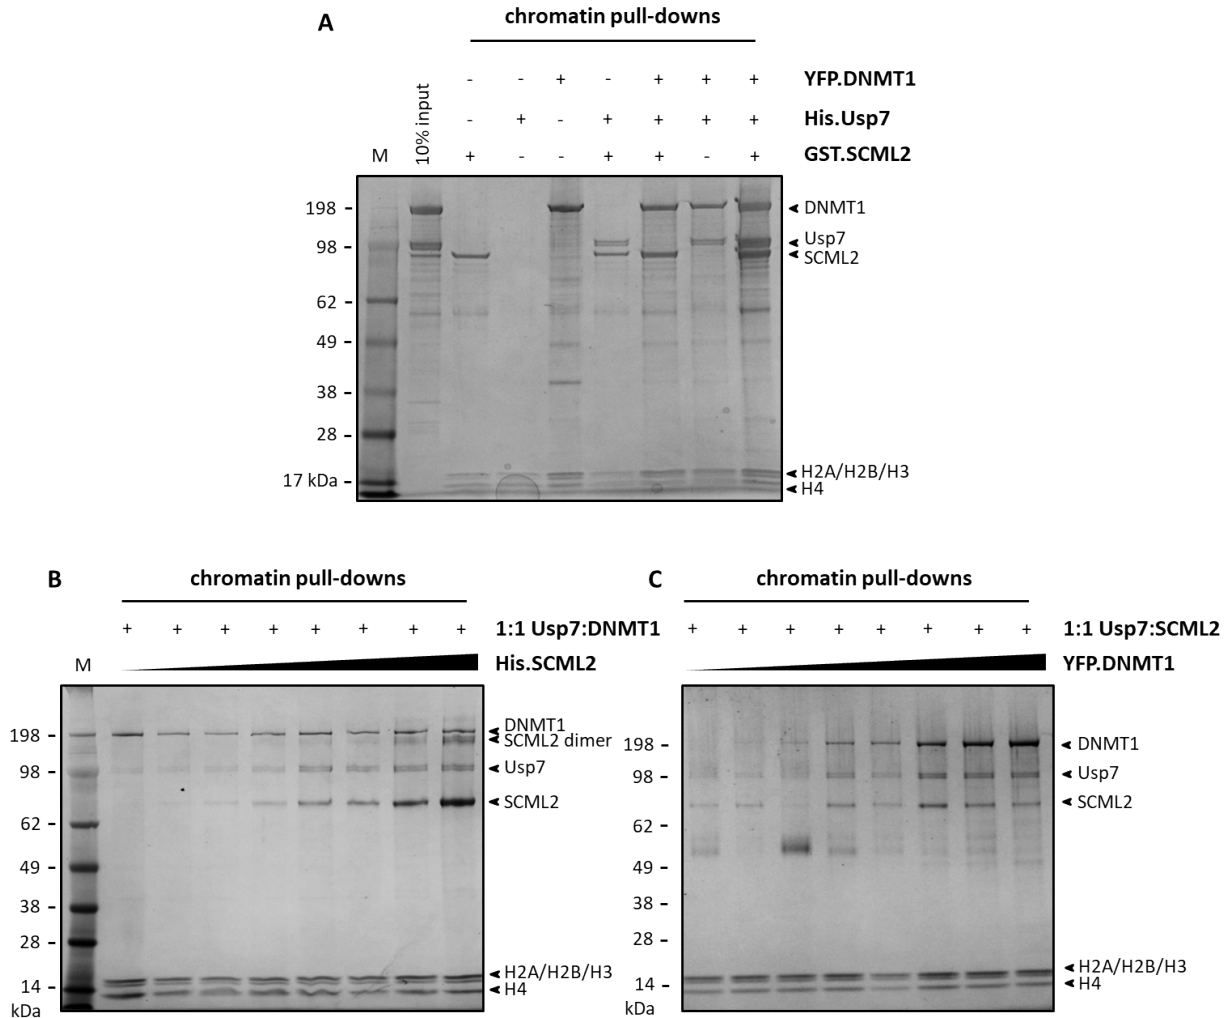 A
chromatin pull-downs
10% input
- - + - + + + YFP.DNMT1
- + - + + + + His.Usp7
M + - - + + - + GST.SCML2
198 DNMT1
98 Usp7
SCML2
62
49
38
28
17 kDa H2A/H2B/H3
H4
B
chromatin pull-downs
+ + + + + + + + 1:1 Usp7:DNMT1
M His.SCML2
198 DNMT1
SCML2 dimer
98 Usp7
SCML2
62
49
38
28
14 H2A/H2B/H3
H4
kDa
C
chromatin pull-downs
+ + + + + + + + 1:1 Usp7:SCML2
YFP.DNMT1
198 DNMT1
98 Usp7
SCML2
62
49
38
28
H2A/H2B/H3
14 H4
kDa